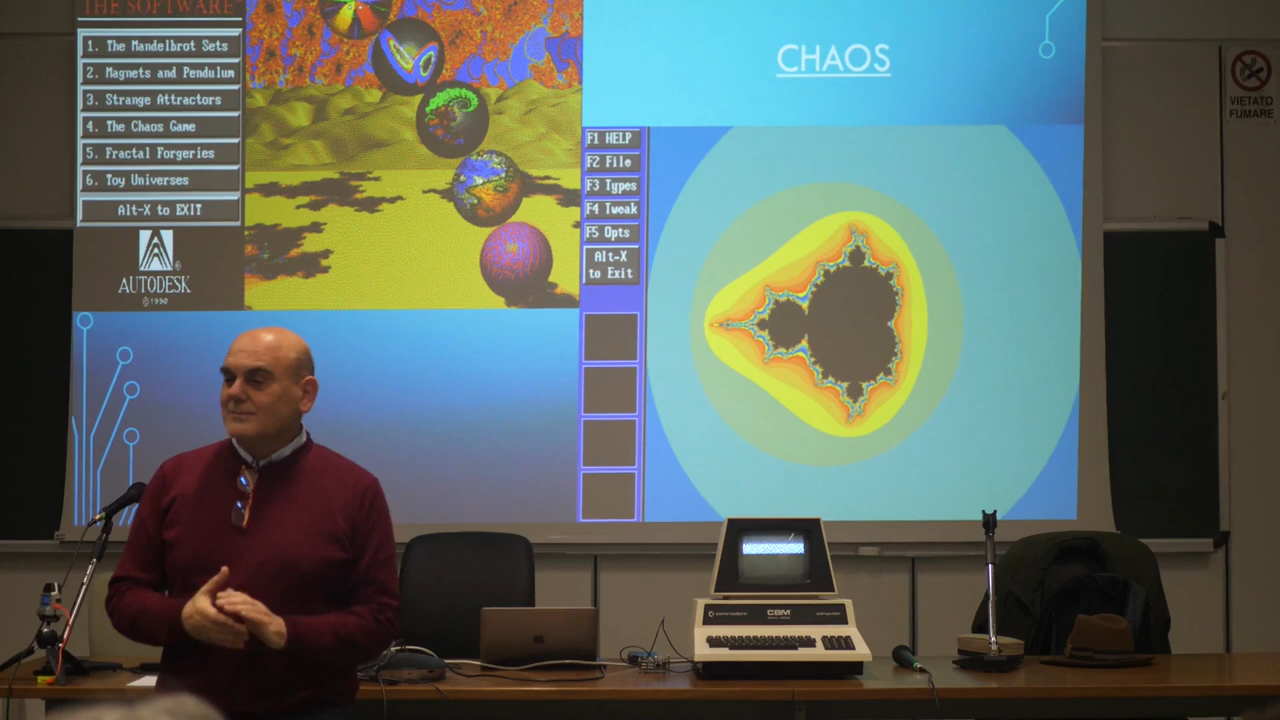 THE SOFTWARE
1. The Mandelbrot Sets
2. Magnets and Pendulum
3. Strange Attractors
4. The Chaos Game
5. Fractal Forgeries
6. Toy Universes
Alt-X to EXIT
AUTODESK
©1990
CHAOS
F1 HELP
F2 File
F3 Types
F4 Tweak
F5 Opts
Alt-X
to Exit
VIETATO
FUMARE
commodore
CBM
computer